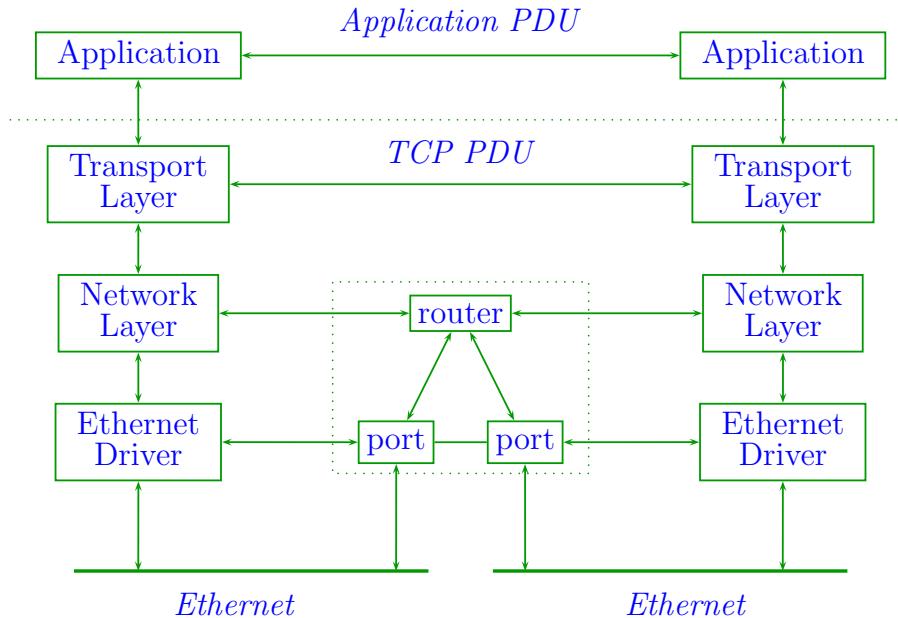 Application PDU
Application
Application
TCP PDU
Transport
Layer
Transport
Layer
Network
Layer
router
Network
Layer
Ethernet
Driver
port
port
Ethernet
Driver
Ethernet
Ethernet